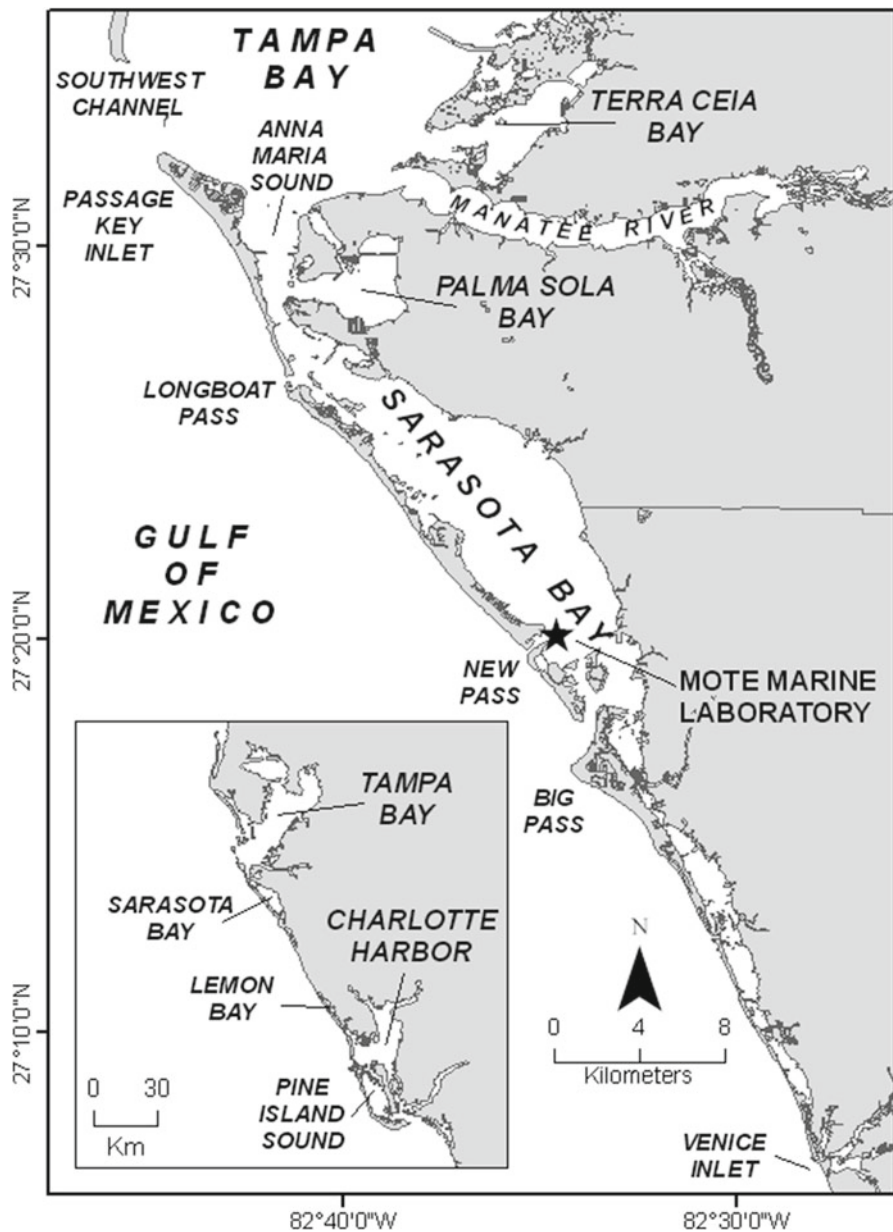 TAMPA
BAY
SOUTHWEST
CHANNEL
TERRA CEIA
BAY
ANNA
MARIA
SOUND
PASSAGE
KEY
INLET
MANATEE RIVER
27°30'0"N
PALMA SOLA
BAY
LONGBOAT
PASS
SARASOTA BAY
GULF
OF
MEXICO
27°20'0"N
NEW
PASS
MOTE MARINE
LABORATORY
BIG
PASS
TAMPA
BAY
SARASOTA
BAY
CHARLOTTE
HARBOR
LEMON
BAY
PINE
ISLAND
SOUND
0 30
Km
N
0 4 8
Kilometers
27°10'0"N
VENICE
INLET
82°40'0"W
82°30'0"W